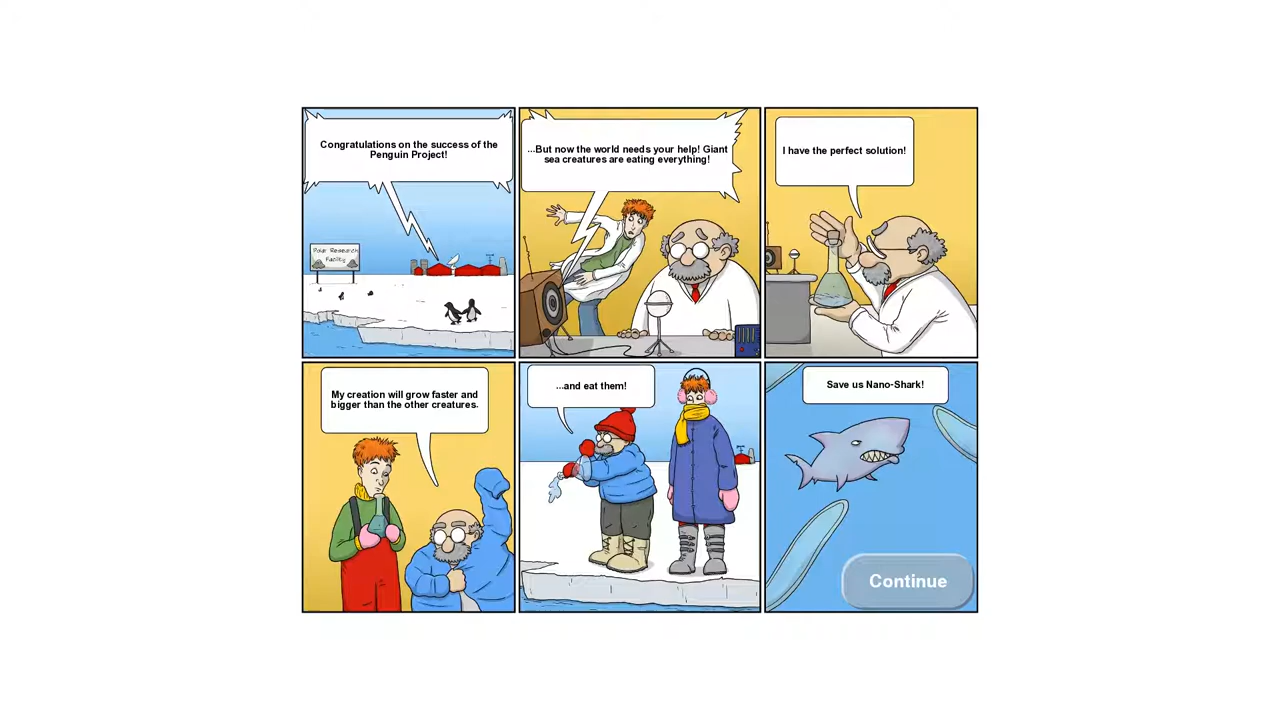 Congratulations on the success of the
Penguin Project!
...But now the world needs your help! Giant
sea creatures are eating everything!
I have the perfect solution!
Polar Research
Facility
My creation will grow faster and
bigger than the other creatures.
...and eat them!
Save us Nano-Shark!
Continue